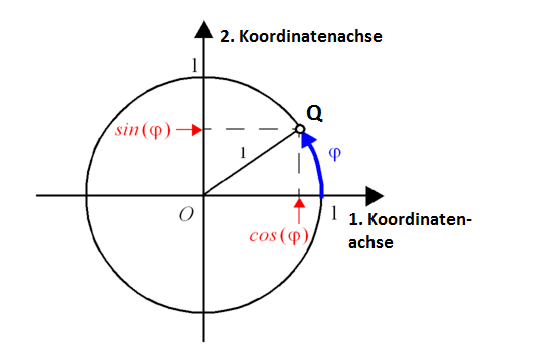 2. Koordinatenachse
1
Q
sin(φ)
1
φ
O
1
1. Koordinaten-
achse
cos(φ)